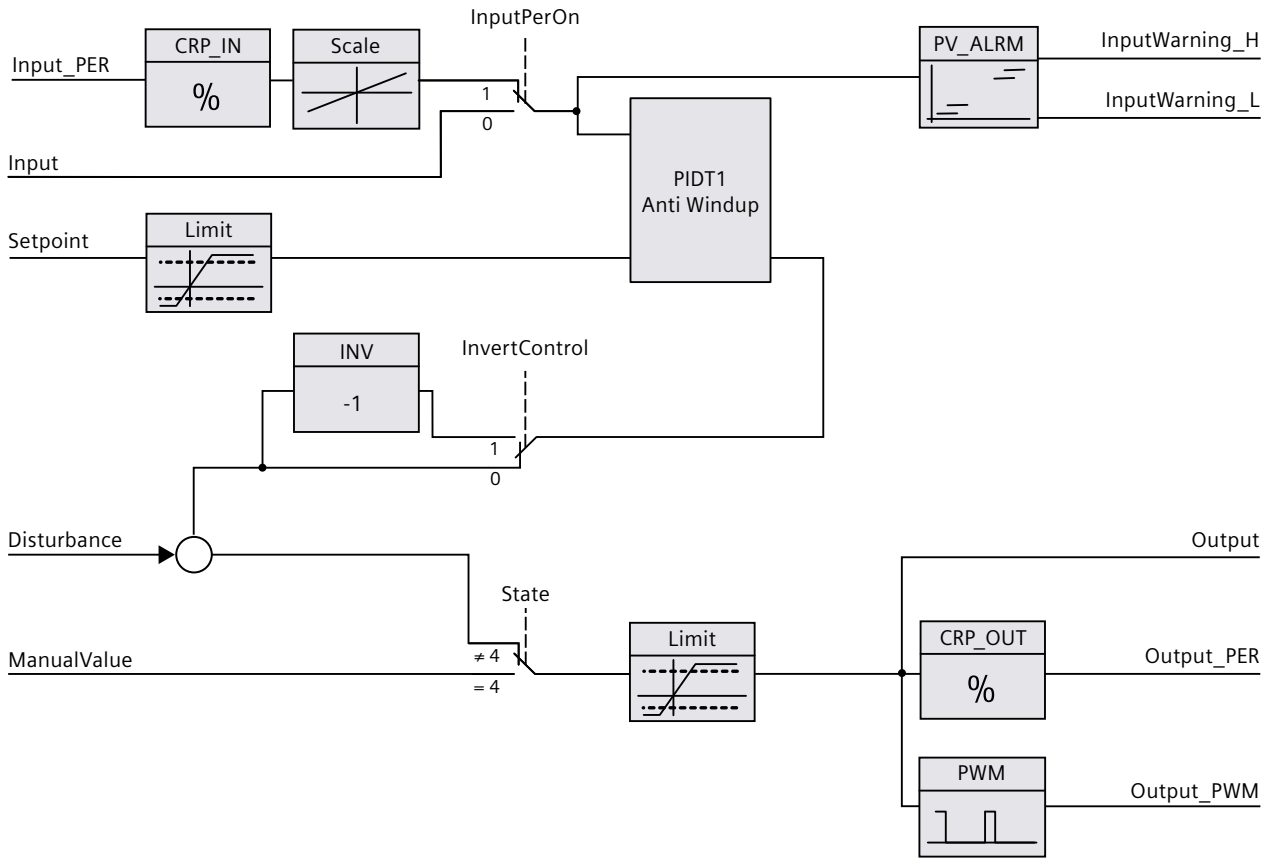 InputPerOn
Input_PER
CRP_IN
%
Scale
1
0
PV_ALRM
InputWarning_H
InputWarning_L
Input
PIDT1
Anti Windup
Setpoint
Limit
INV
-1
InvertControl
1
0
Disturbance
Output
State
≠ 4
= 4
ManualValue
Limit
CRP_OUT
%
Output_PER
PWM
Output_PWM